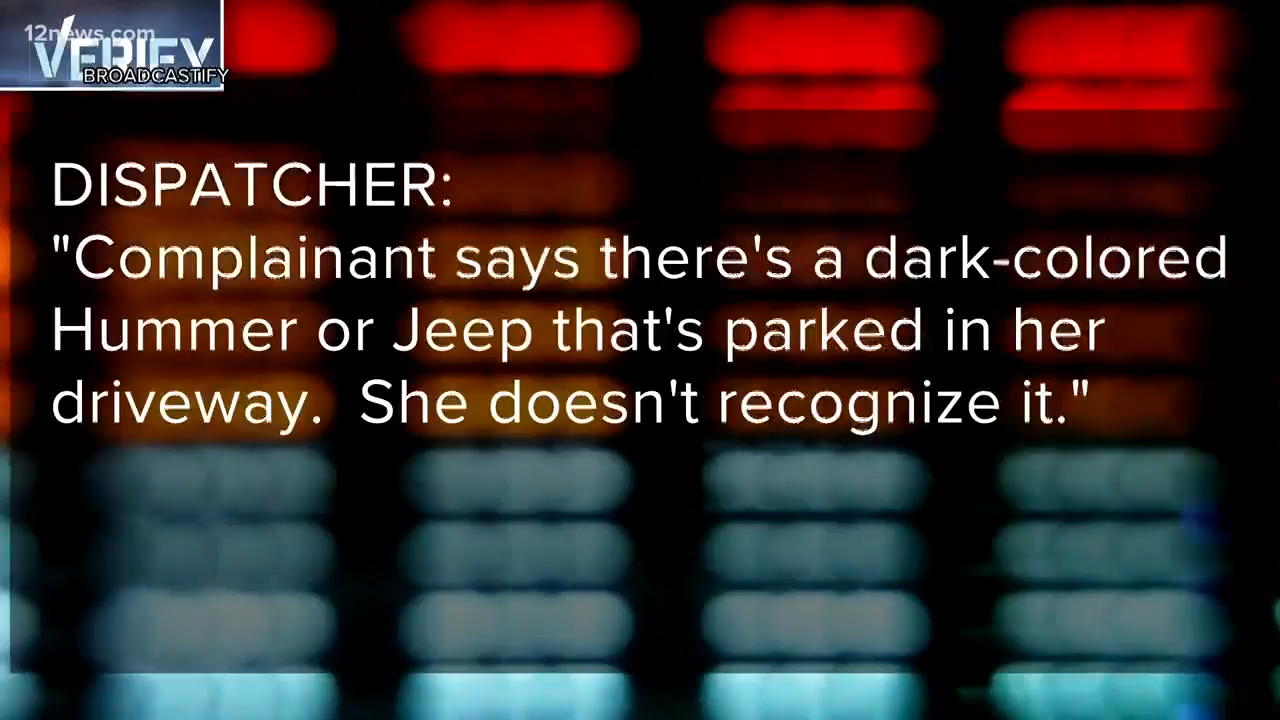 12news.com
VERIFY
BROADCASTIFY
DISPATCHER:
"Complainant says there's a dark-colored
Hummer or Jeep that's parked in her
driveway.  She doesn't recognize it."